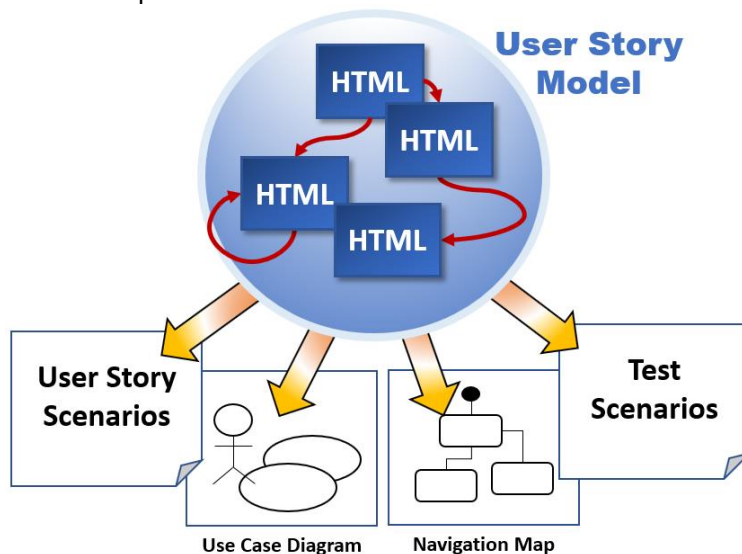 User Story
Model
HTML
HTML
HTML
HTML
User Story
Scenarios
Test
Scenarios
Use Case Diagram
Navigation Map